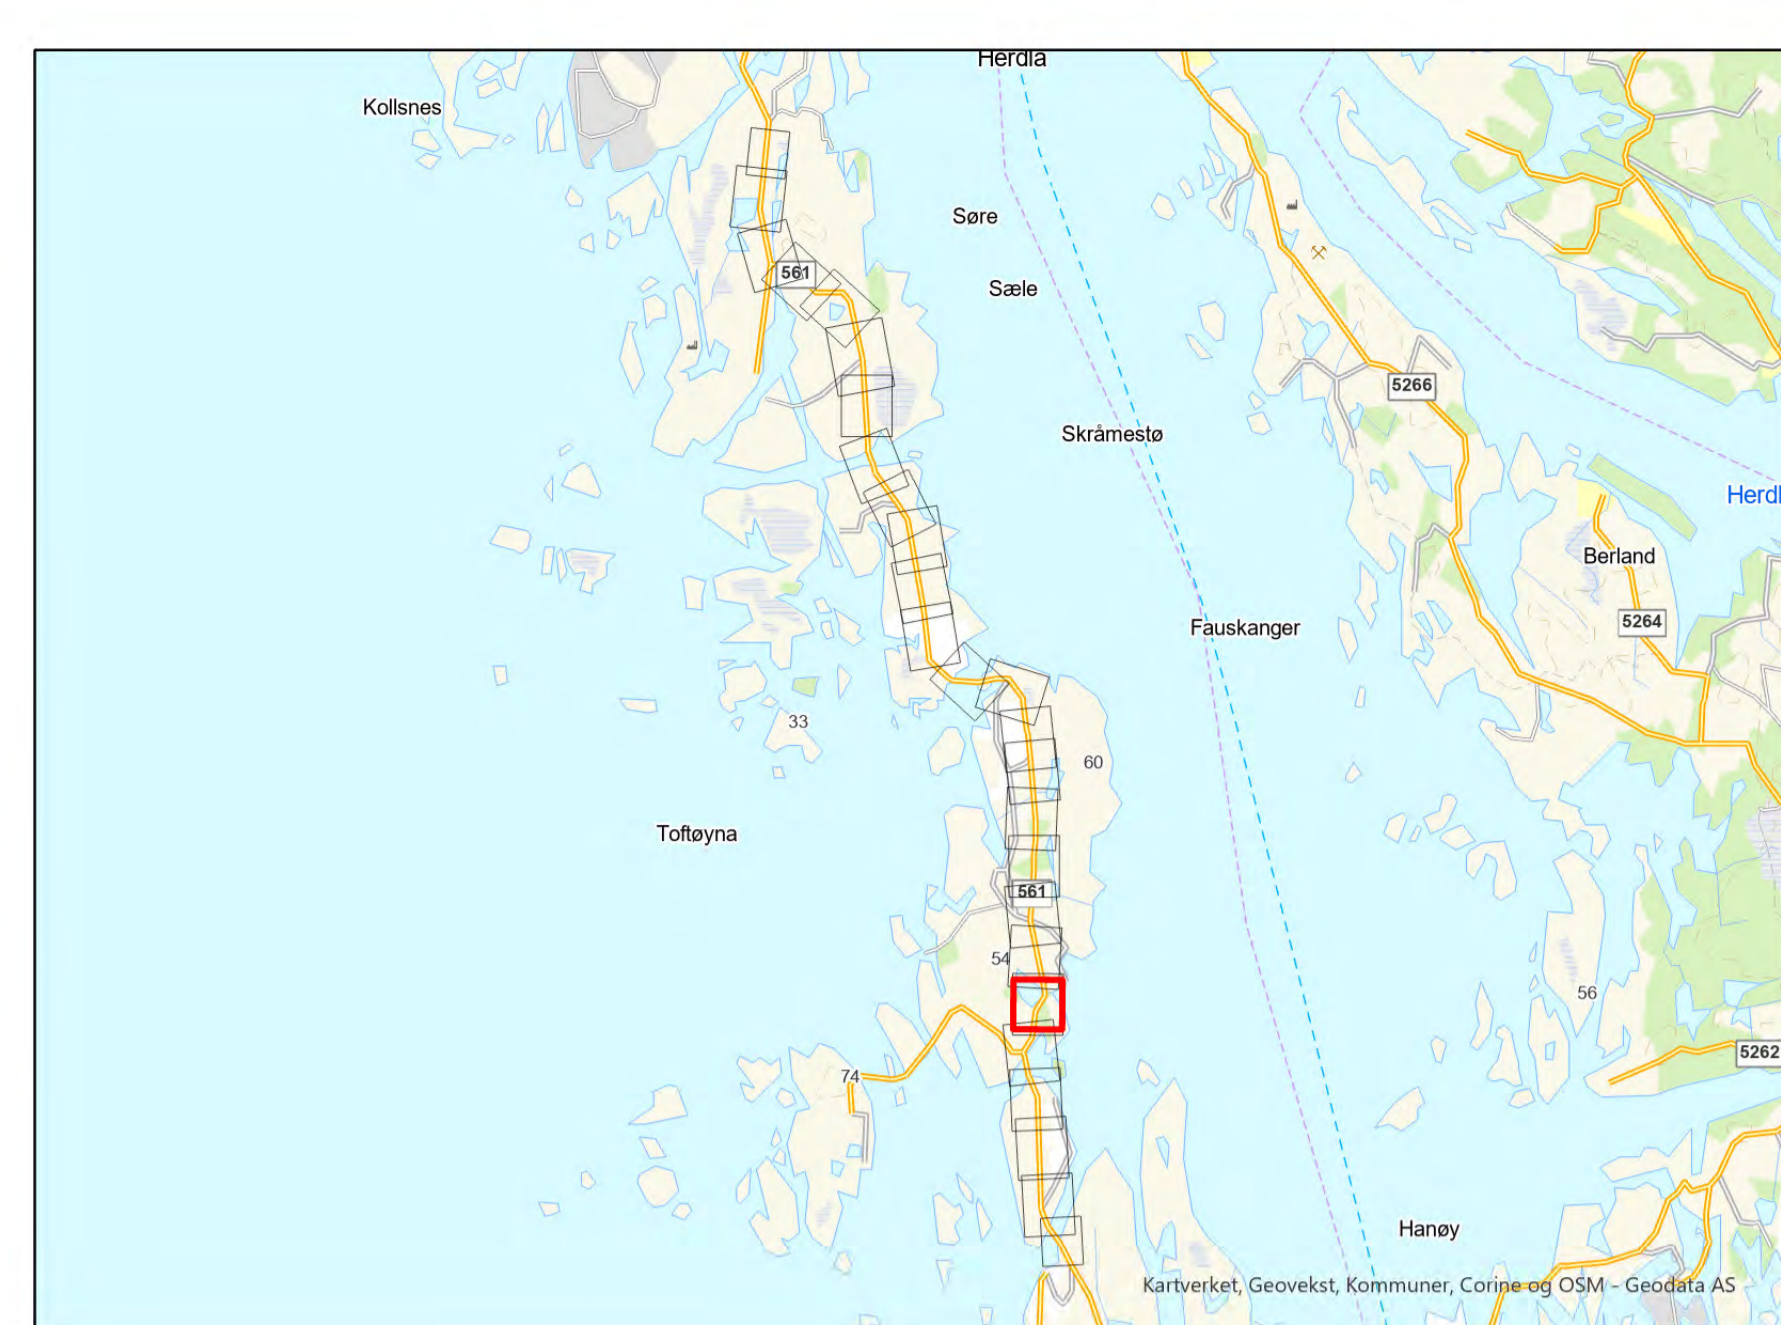 Herdla
Kollsnes
Søre
561
Sæle
5266
Skråmestø
Herdl
Berland
5264
Fauskanger
33
60
Toftøyna
561
54
56
5262
74
Hanøy
Kartverket, Geovekst, Kommuner, Corine og OSM - Geodata AS